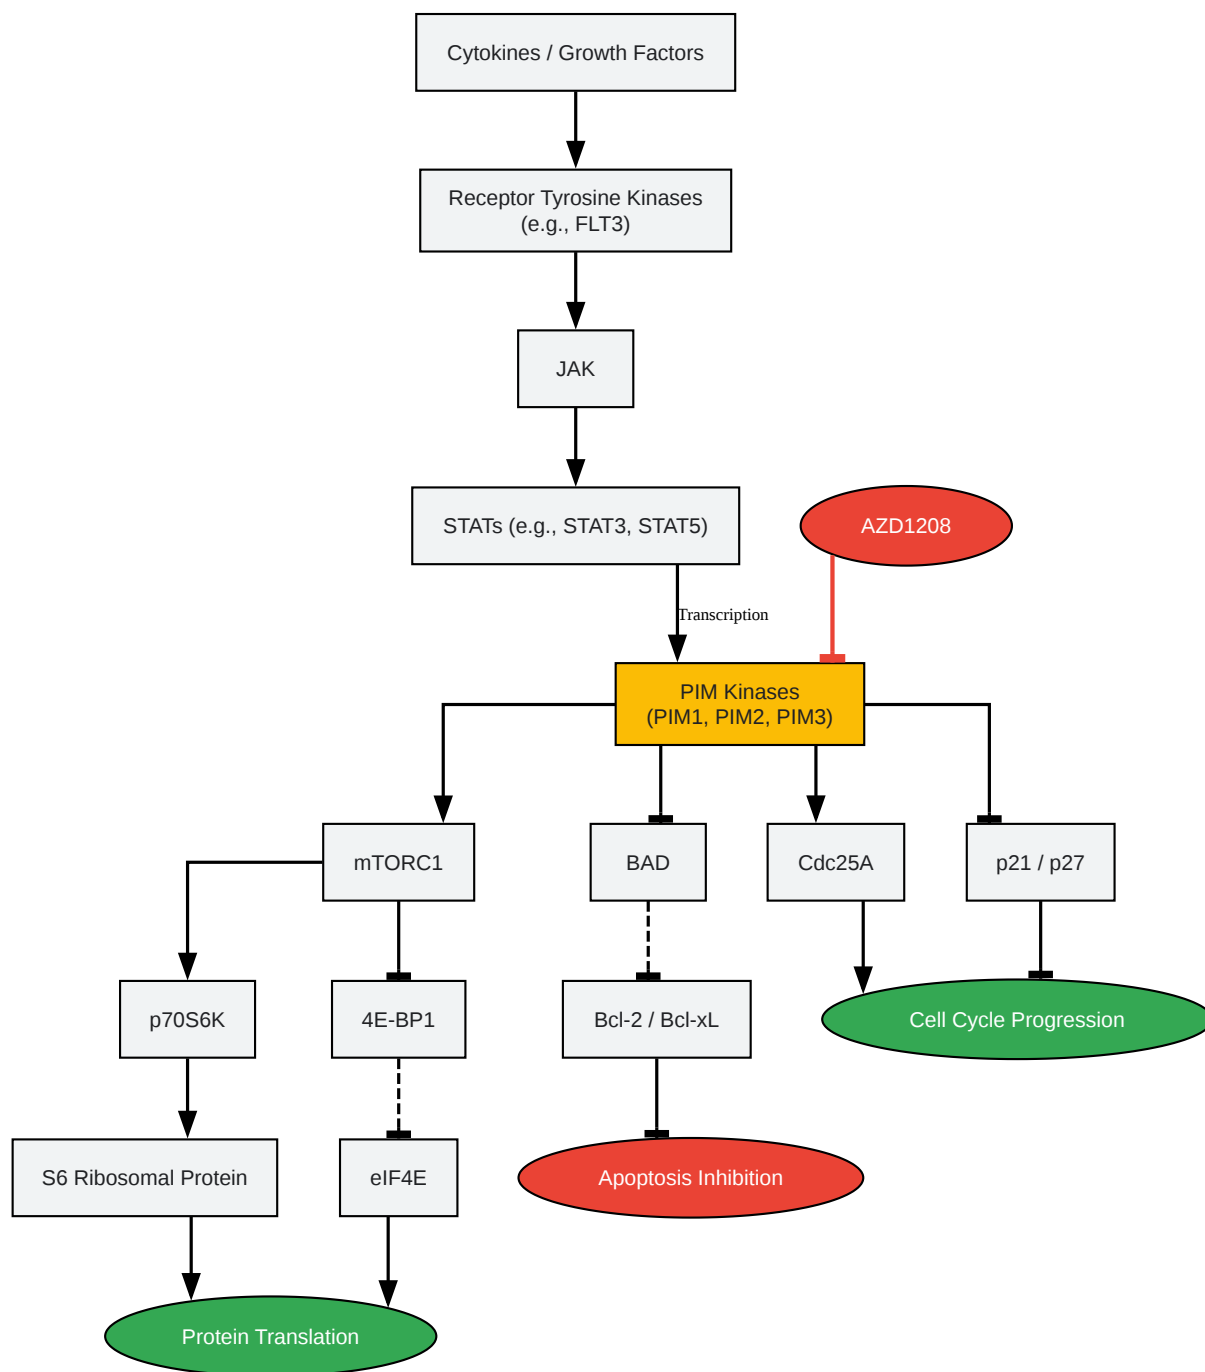 Cytokines / Growth Factors
Receptor Tyrosine Kinases
(e.g., FLT3)
JAK
STATs (e.g., STAT3, STAT5)
AZD1208
Transcription
PIM Kinases
(PIM1, PIM2, PIM3)
mTORC1
BAD
Cdc25A
p21 / p27
p70S6K
4E-BP1
Bcl-2 / Bcl-xL
Cell Cycle Progression
S6 Ribosomal Protein
eIF4E
Apoptosis Inhibition
Protein Translation